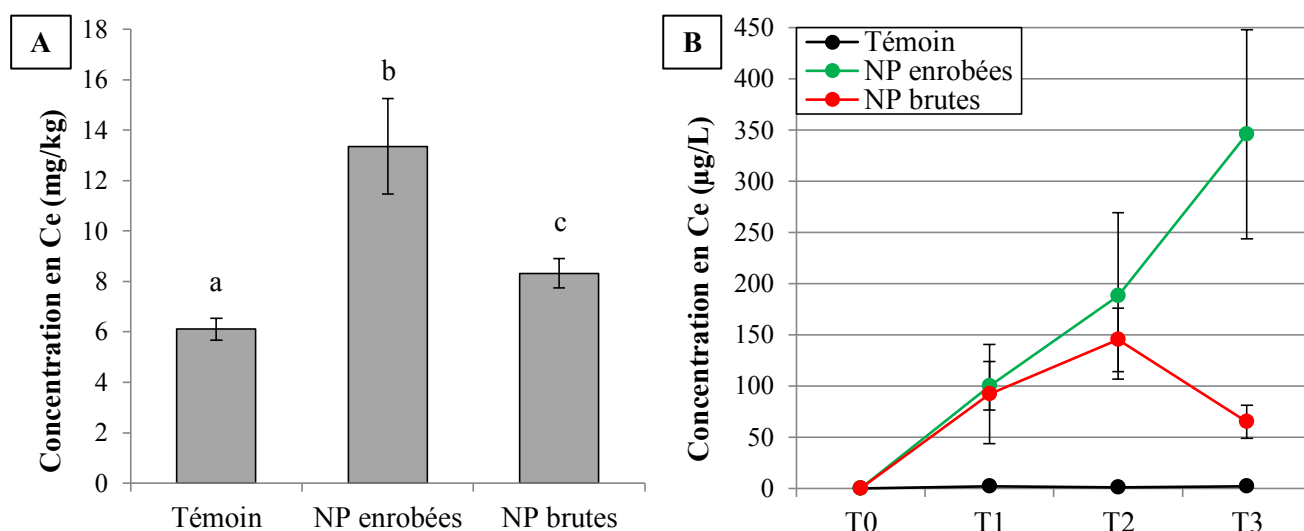 A
Concentration en Ce (mg/kg)
18
16
14
12
10
8
6
4
2
0
a
b
c
Témoin
NP enrobées
NP brutes
B
Concentration en Ce (µg/L)
450
400
350
300
250
200
150
100
50
0
Témoin
NP enrobées
NP brutes
T0
T1
T2
T3